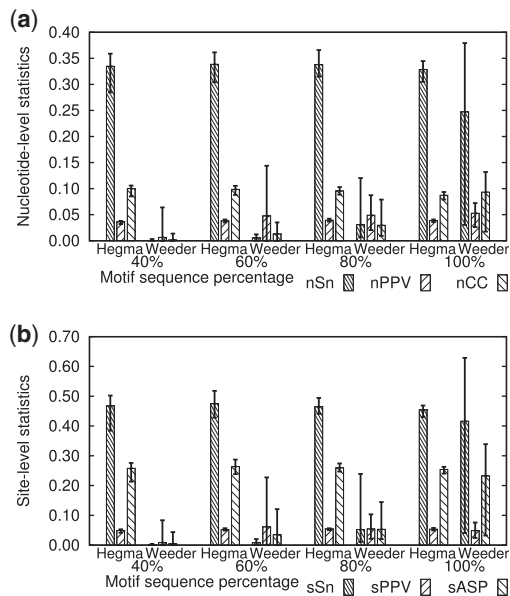 (a)
0.40
0.35
0.30
0.25
0.20
0.15
0.10
0.05
0.00
Nucleotide-level statistics
Hegma Weeder Hegma Weeder Hegma Weeder Hegma Weeder
40% 60% 80% 100%
Motif sequence percentage
nSn nPPV nCC
(b)
0.70
0.60
0.50
0.40
0.30
0.20
0.10
0.00
Site-level statistics
Hegma Weeder Hegma Weeder Hegma Weeder Hegma Weeder
40% 60% 80% 100%
Motif sequence percentage
sSn sPPV sASP